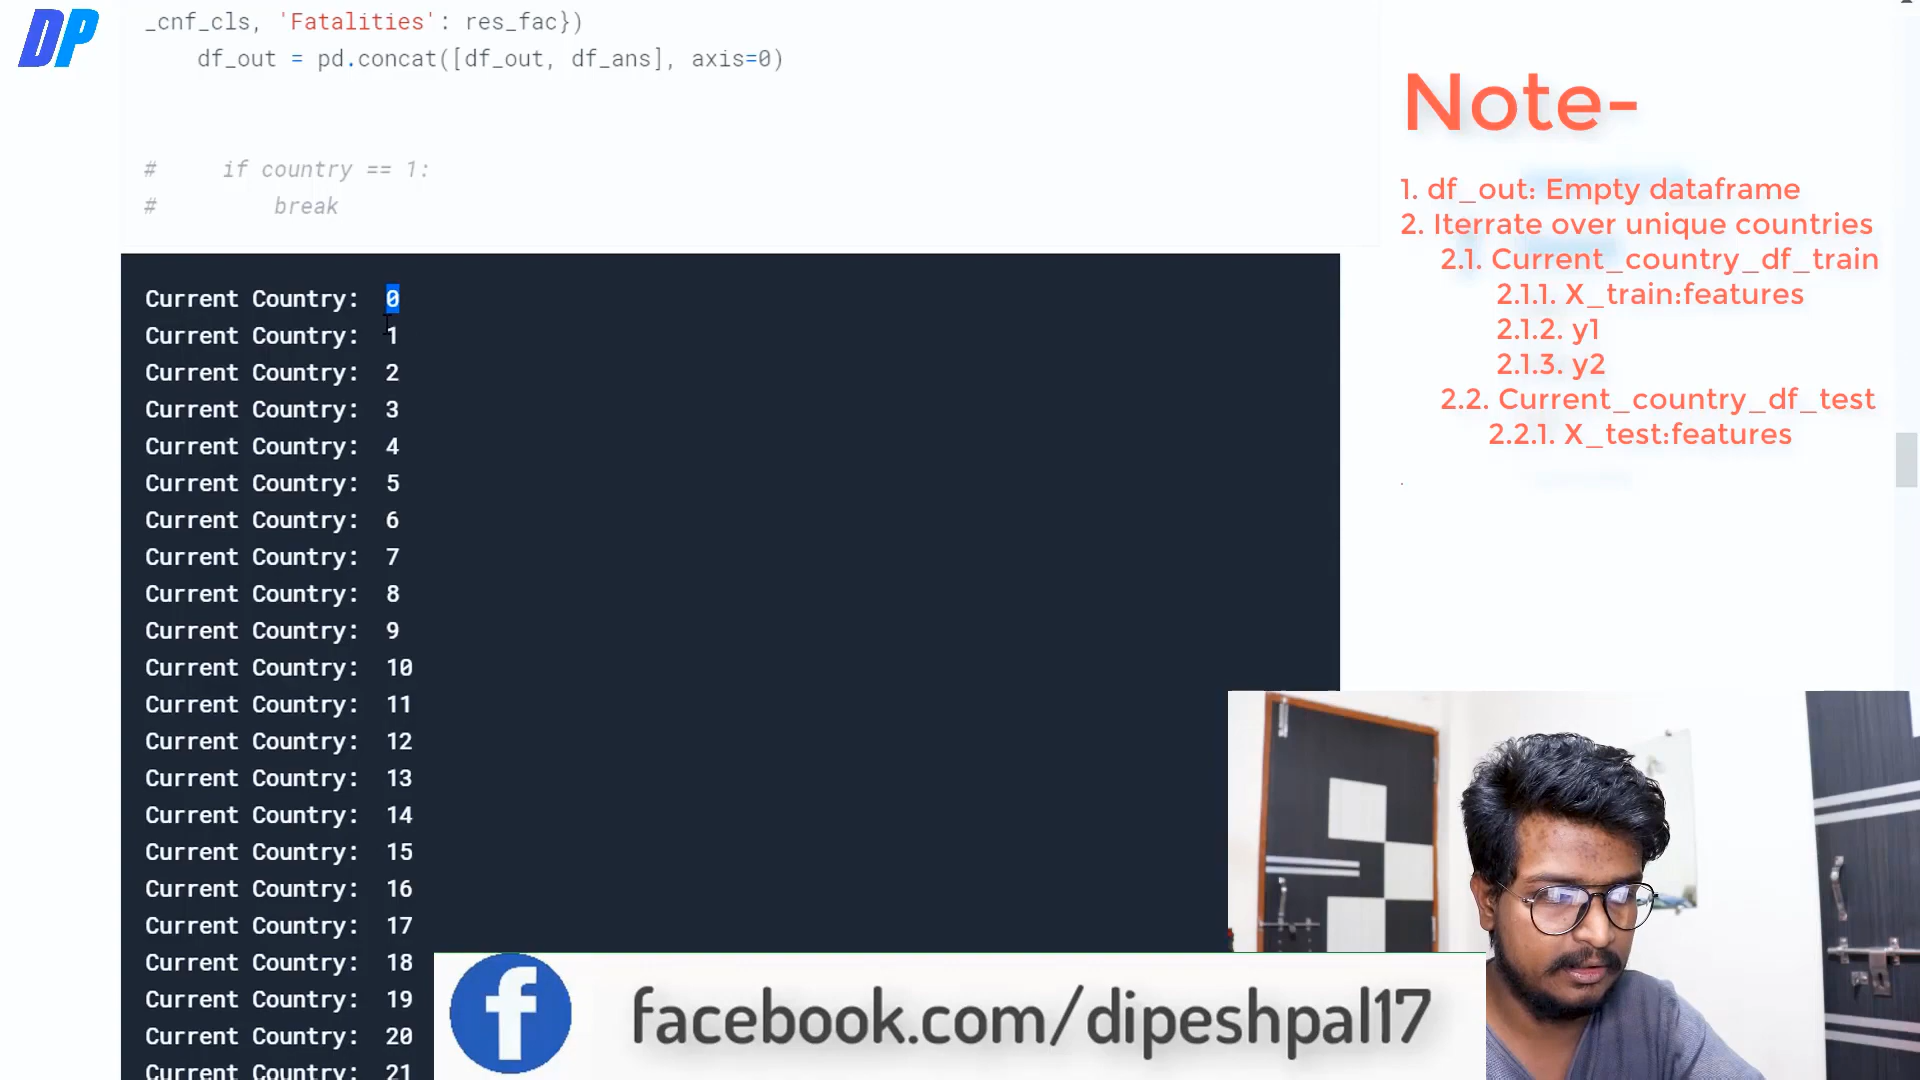 DP
_cnf_cls, 'Fatalities': res_fac})
df_out = pd.concat([df_out, df_ans], axis=0)
# if country == 1:
# break
Current Country: 0
Current Country: 1
Current Country: 2
Current Country: 3
Current Country: 4
Current Country: 5
Current Country: 6
Current Country: 7
Current Country: 8
Current Country: 9
Current Country: 10
Current Country: 11
Current Country: 12
Current Country: 13
Current Country: 14
Current Country: 15
Current Country: 16
Current Country: 17
Current Country: 18
Current Country: 19
Current Country: 20
Current Country: 21
Note-
1. df_out: Empty dataframe
2. Iterrate over unique countries
2.1. Current_country_df_train
2.1.1. X_train:features
2.1.2. y1
2.1.3. y2
2.2. Current_country_df_test
2.2.1. X_test:features
facebook.com/dipeshpal17